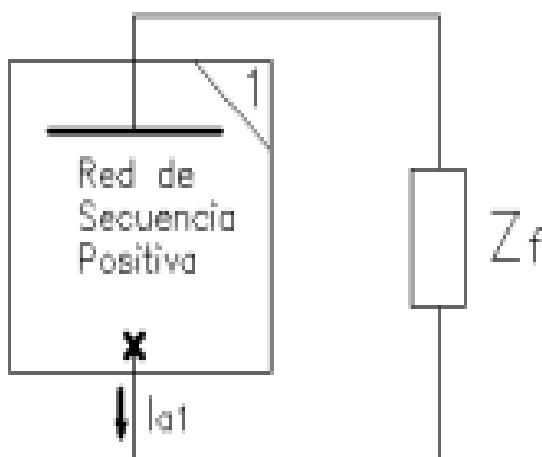 1
Red de
Secuencia
Positiva
Zf
Ia1